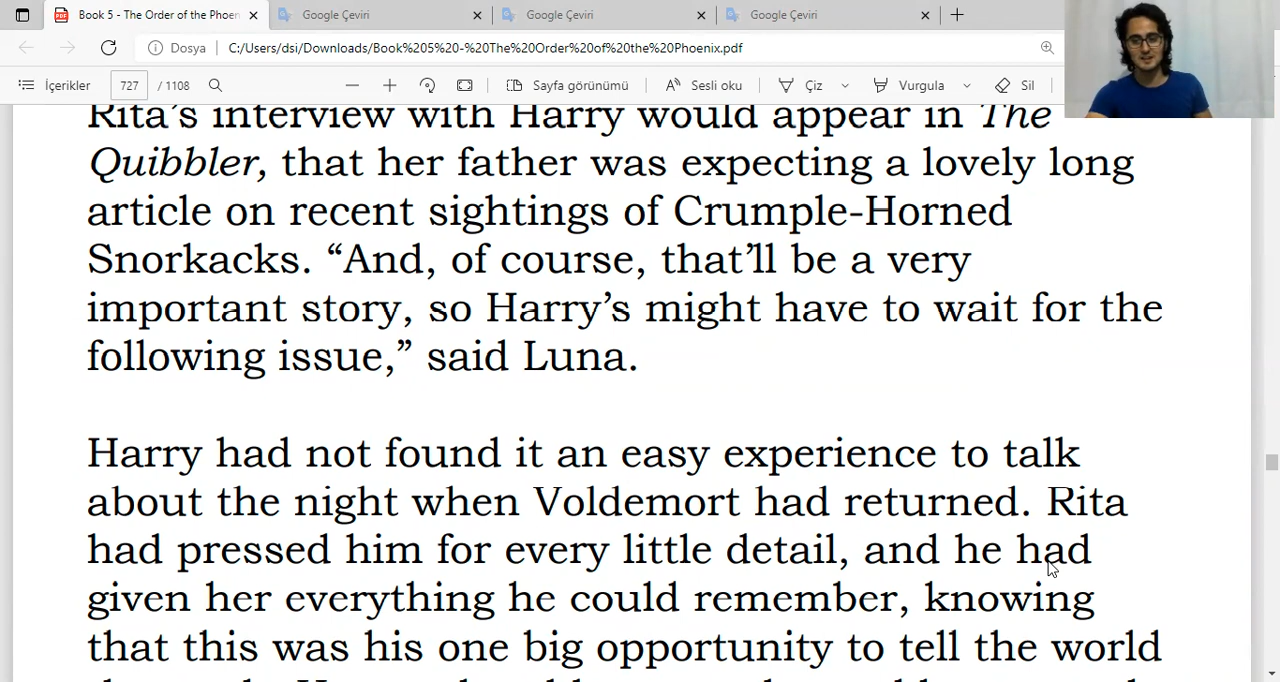 Book 5 - The Order of the Phoen
Google Çeviri
Google Çeviri
Google Çeviri
Dosya
C:/Users/dsi/Downloads/Book%205%20-%20The%20Order%20of%20the%20Phoenix.pdf
İçerikler
727
/ 1108
Sayfa görünümü
Sesli oku
Çiz
Vurgula
Sil
Rita's interview with Harry would appear in The
Quibbler, that her father was expecting a lovely long
article on recent sightings of Crumple-Horned
Snorkacks. “And, of course, that'll be a very
important story, so Harry's might have to wait for the
following issue,” said Luna.
Harry had not found it an easy experience to talk
about the night when Voldemort had returned. Rita
had pressed him for every little detail, and he had
given her everything he could remember, knowing
that this was his one big opportunity to tell the world